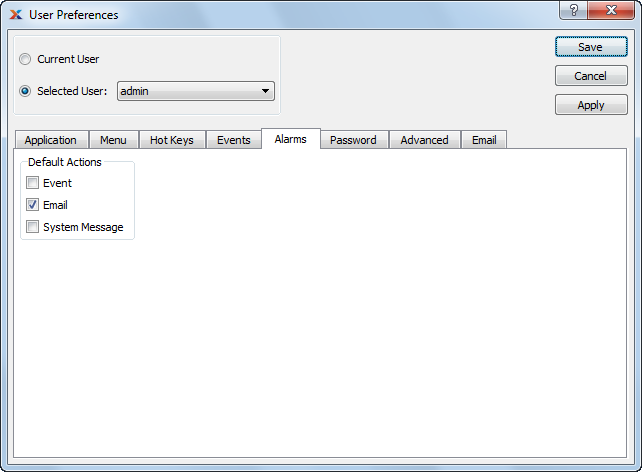 User Preferences
?
Current User
Selected User: admin
Save
Cancel
Apply
Application Menu Hot Keys Events Alarms Password Advanced Email
Default Actions
Event
Email
System Message